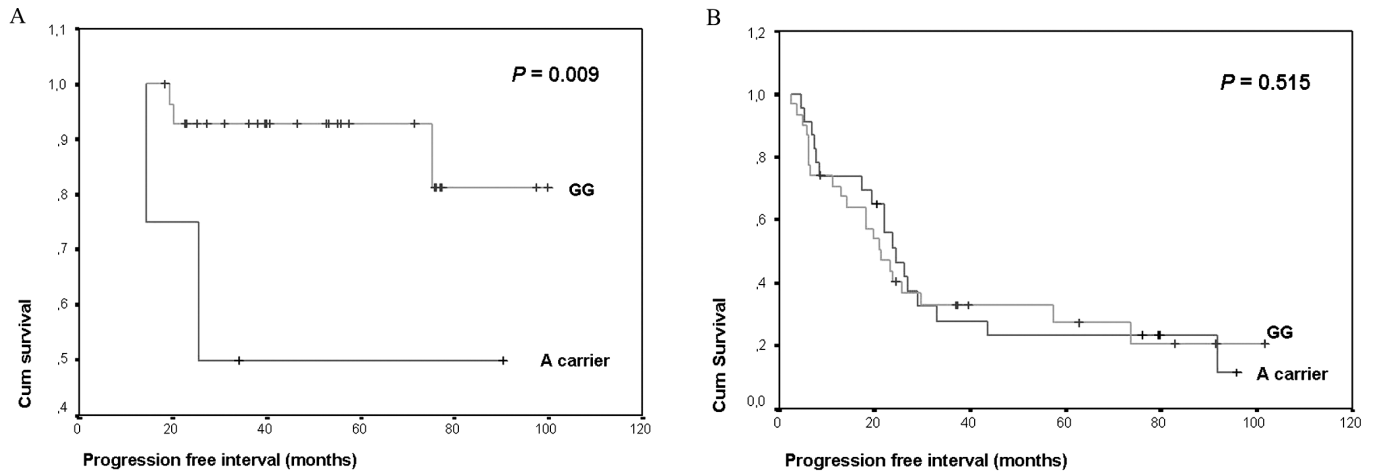 A
1,1
1,0
,9
,8
,7
,6
,5
,4
Cum survival
P = 0.009
GG
A carrier
0 20 40 60 80 100 120
Progression free interval (months)
B
1,2
1,0
,8
,6
,4
,2
0,0
Cum Survival
P = 0.515
GG
A carrier
0 20 40 60 80 100 120
Progression free interval (months)